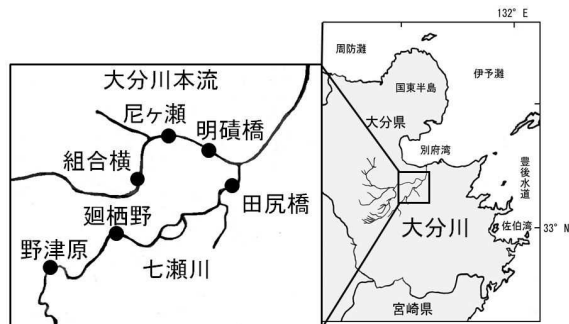 大分川本流
尼ヶ瀬
明磧橋
組合横
田尻橋
廻栖野
野津原
七瀬川
132° E
周防灘
伊予灘
国東半島
大分県
別府湾
豊後水道
大分川
佐伯湾
33° N
宮崎県